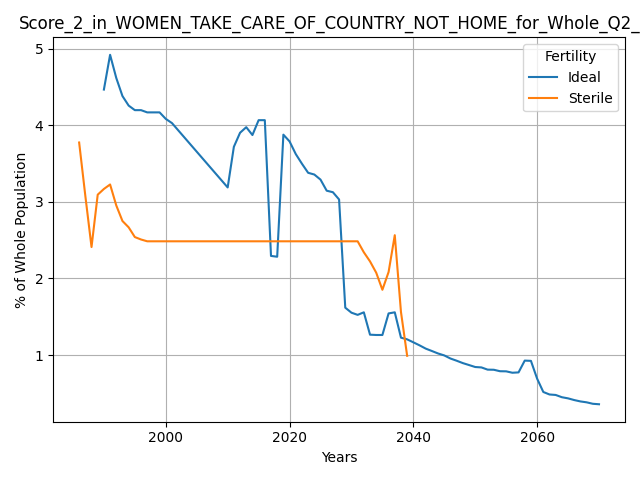 Score_2_in_WOMEN_TAKE_CARE_OF_COUNTRY_NOT_HOME_for_Whole_Q2_
Fertility
Ideal
Sterile
% of Whole Population
5
4
3
2
1
2000 2020 2040 2060
Years